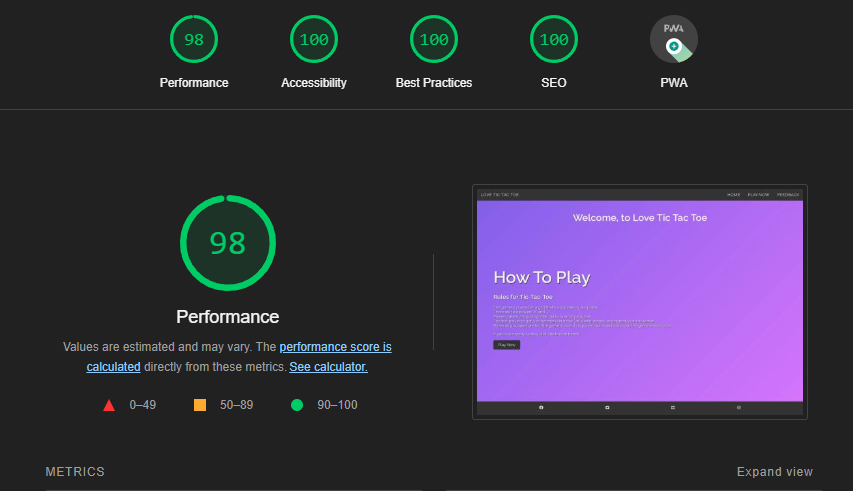 98 100 100 100 PWA
Performance Accessibility Best Practices SEO PWA
98
Performance
Values are estimated and may vary. The performance score is
calculated directly from these metrics. See calculator.
0–49 50–89 90–100
LOVE TIC TAC TOE HOME PLAY NOW FEEDBACK
Welcome, to Love Tic Tac Toe
How To Play
Rules for Tic Tac Toe
Play Now
METRICS Expand view